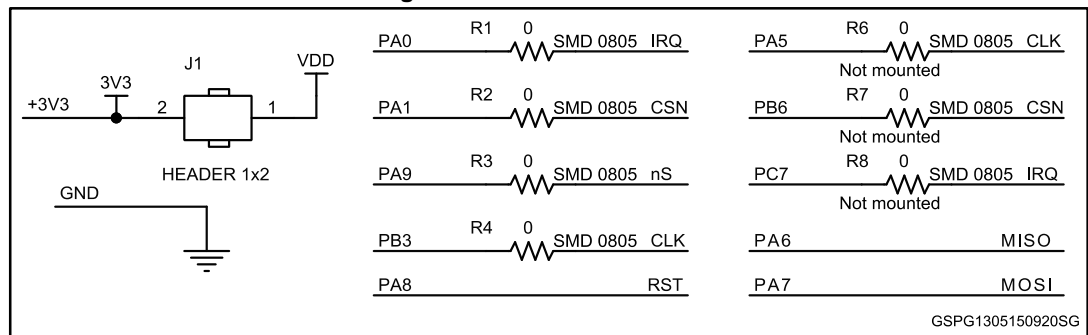 J1
VDD
3V3
+3V3
2
1
HEADER 1x2
GND
R1 0
PA0 SMD 0805 IRQ
R2 0
PA1 SMD 0805 CSN
R3 0
PA9 SMD 0805 nS
R4 0
PB3 SMD 0805 CLK
PA8 RST
R6 0
PA5 SMD 0805 CLK
Not mounted
R7 0
PB6 SMD 0805 CSN
Not mounted
R8 0
PC7 SMD 0805 IRQ
Not mounted
PA6 MISO
PA7 MOSI
GSPG1305150920SG